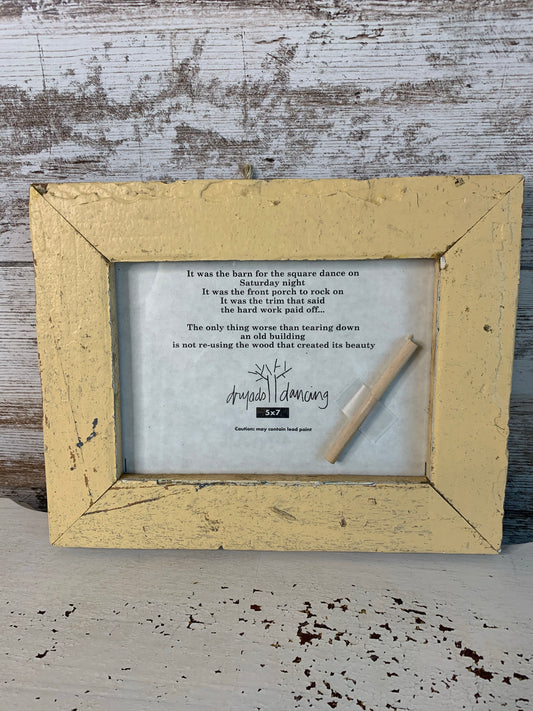 It was the barn for the square dance on
Saturday night
It was the front porch to rock on
It was the trim that said
the hard work paid off...
The only thing worse than tearing down
an old building
is not re-using the wood that created its beauty
dryads dancing
5x7
Caution: may contain lead paint